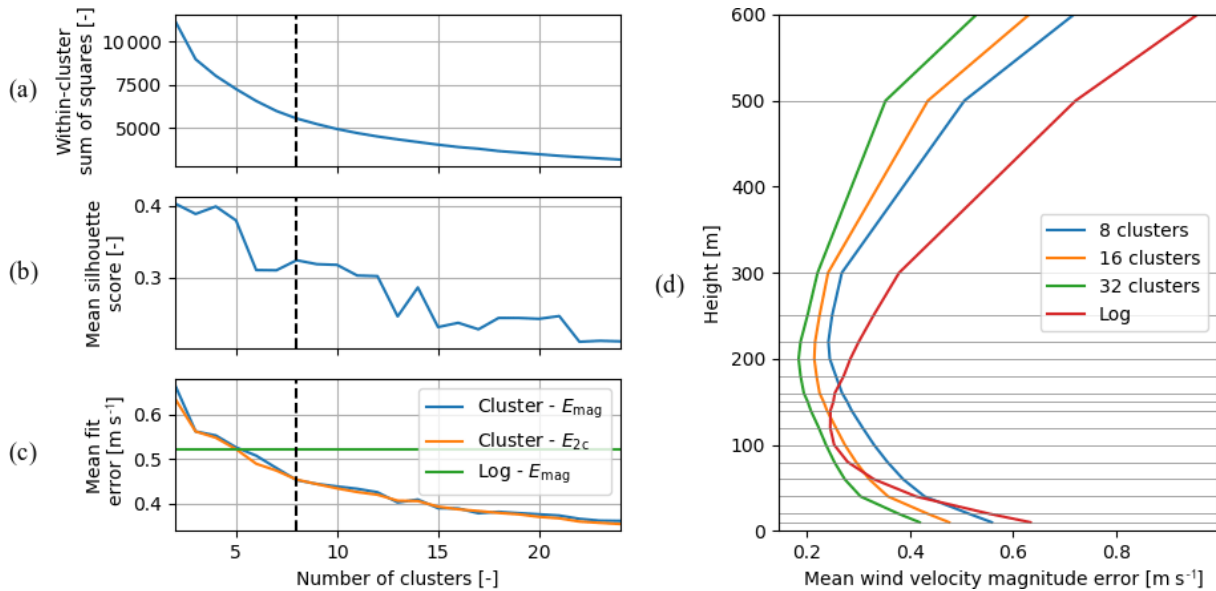 (a)
Within-cluster
sum of squares [-]
10 000
7500
5000
(b)
Mean silhouette
score [-]
0.4
0.3
(c)
Mean fit
error [m s⁻¹]
0.6
0.5
0.4
Cluster - E_mag
Cluster - E_2c
Log - E_mag
5
10
15
20
Number of clusters [-]
(d)
Height [m]
600
500
400
300
200
100
0
8 clusters
16 clusters
32 clusters
Log
0.2
0.4
0.6
0.8
Mean wind velocity magnitude error [m s⁻¹]